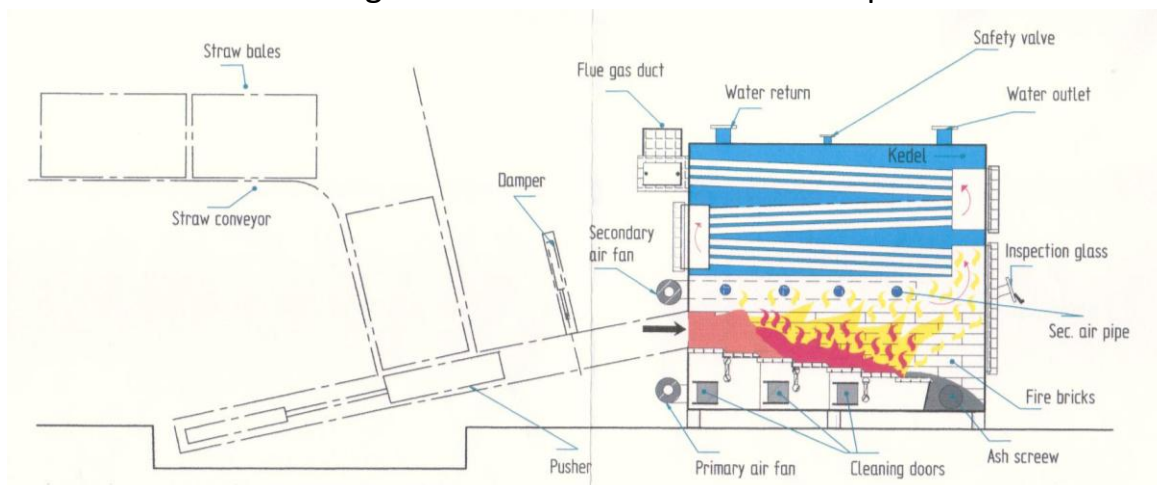 Straw bales
Straw conveyor
Damper
Pusher
Flue gas duct
Water return
Safety valve
Water outlet
Kedel
Secondary
air fan
Inspection glass
Sec. air pipe
Fire bricks
Ash screew
Cleaning doors
Primary air fan